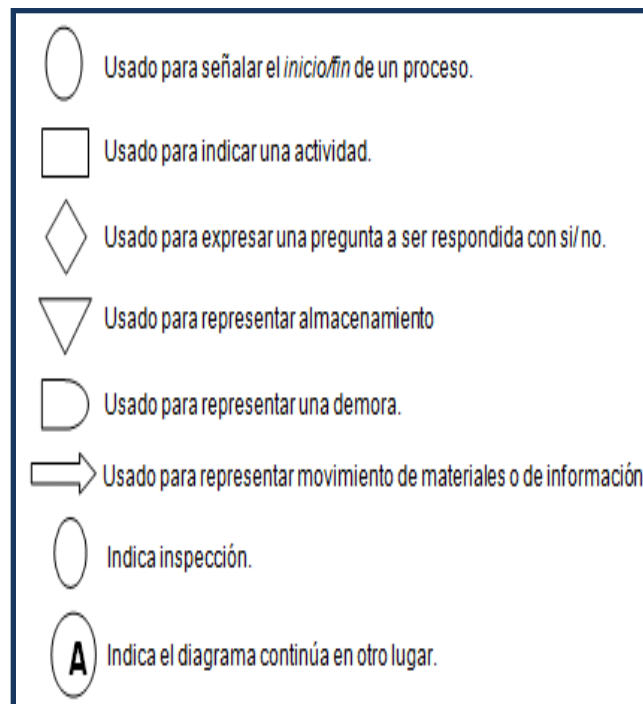 Usado para señalar el inicio/fin de un proceso.
Usado para indicar una actividad.
Usado para expresar una pregunta a ser respondida con si/no.
Usado para representar almacenamiento
Usado para representar una demora.
Usado para representar movimiento de materiales o de información
Indica inspección.
A Indica el diagrama continúa en otro lugar.